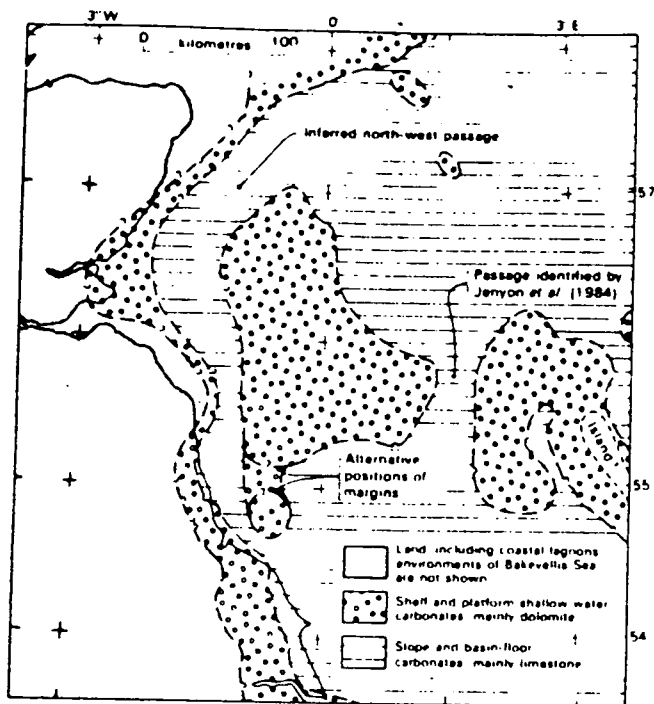 3° W
0
3° E
0 kilometres 100
Inferred north-west passage
57
Passage identified by
Jenyon et al. (1984)
Island
Alternative
positions of
margins
?
55
Land, including coastal lagoons
environments of Bakevellia Sea
are not shown
Shelf and platform shallow water
carbonates mainly dolomite
54
Slope and basin-floor
carbonates mainly limestone